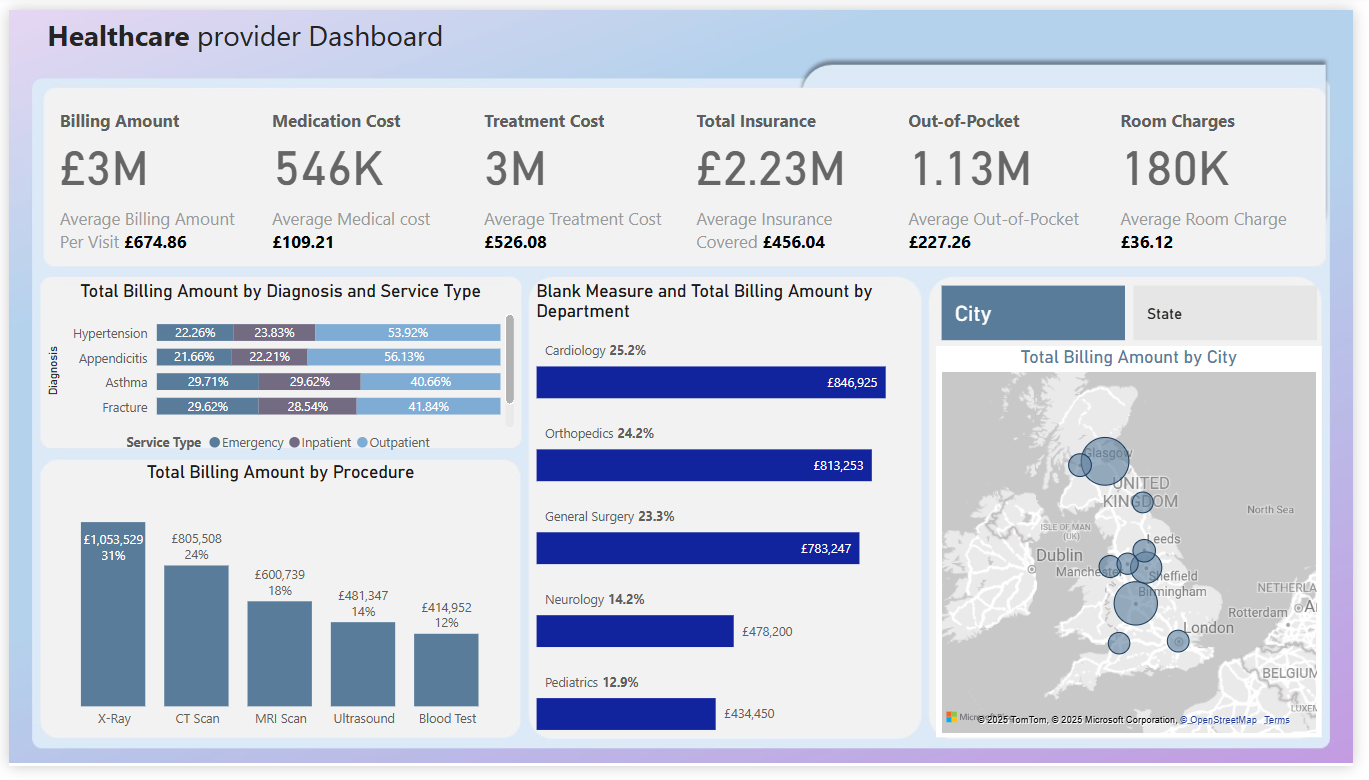 Healthcare provider Dashboard
Billing Amount
£3M
Average Billing Amount
Per Visit £674.86
Medication Cost
546K
Average Medical cost
£109.21
Treatment Cost
3M
Average Treatment Cost
£526.08
Total Insurance
£2.23M
Average Insurance
Covered £456.04
Out-of-Pocket
1.13M
Average Out-of-Pocket
£227.26
Room Charges
180K
Average Room Charge
£36.12
Total Billing Amount by Diagnosis and Service Type
Diagnosis
Hypertension 22.26% 23.83% 53.92%
Appendicitis 21.66% 22.21% 56.13%
Asthma 29.71% 29.62% 40.66%
Fracture 29.62% 28.54% 41.84%
Service Type Emergency Inpatient Outpatient
Total Billing Amount by Procedure
£1,053,529
31%
£805,508
24%
£600,739
18%
£481,347
14%
£414,952
12%
X-Ray CT Scan MRI Scan Ultrasound Blood Test
Blank Measure and Total Billing Amount by
Department
Cardiology 25.2%
£846,925
Orthopedics 24.2%
£813,253
General Surgery 23.3%
£783,247
Neurology 14.2%
£478,200
Pediatrics 12.9%
£434,450
City
State
Total Billing Amount by City
Glasgow
UNITED
KINGDOM
North Sea
ISLE OF MAN
(UK)
Leeds
Dublin
Manchester
Sheffield
Birmingham
NETHERLA
Rotterdam
A
London
BELGIUM
LUXEM
© 2025 TomTom, © 2025 Microsoft Corporation, © OpenStreetMap Terms